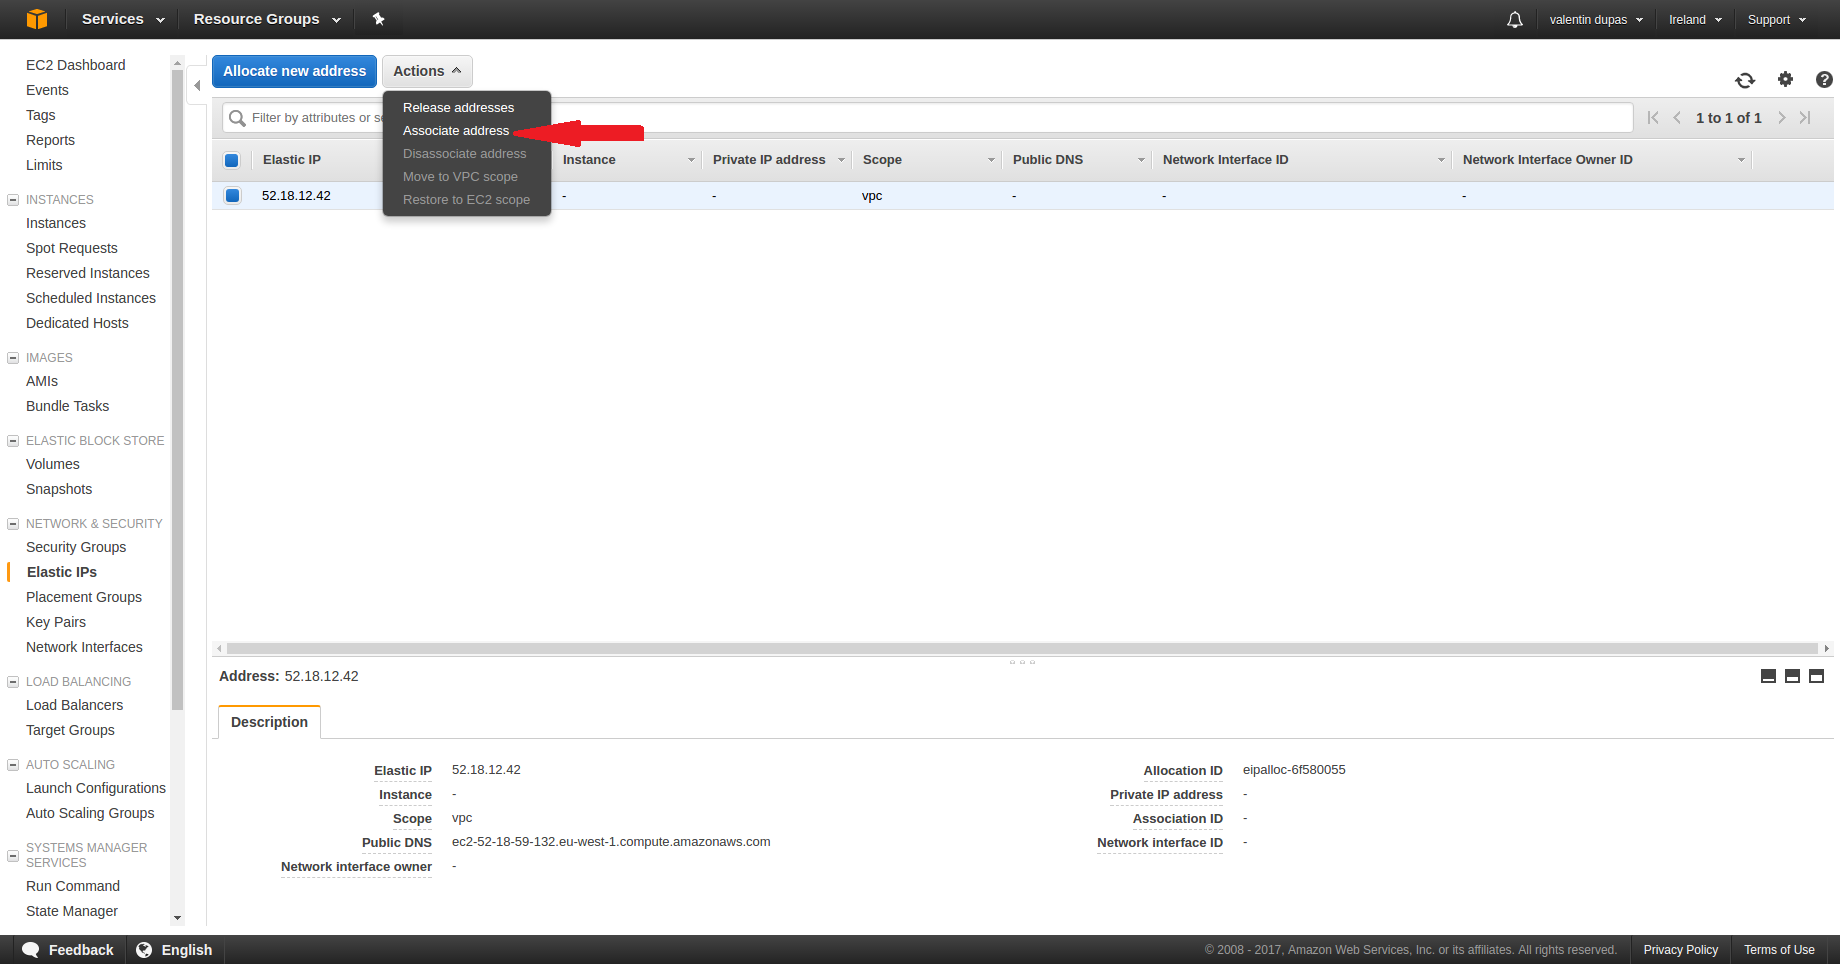 Services Resource Groups valentin dupas Ireland Support
EC2 Dashboard
Events
Tags
Reports
Limits
INSTANCES
Instances
Spot Requests
Reserved Instances
Scheduled Instances
Dedicated Hosts
IMAGES
AMIs
Bundle Tasks
ELASTIC BLOCK STORE
Volumes
Snapshots
NETWORK & SECURITY
Security Groups
Elastic IPs
Placement Groups
Key Pairs
Network Interfaces
LOAD BALANCING
Load Balancers
Target Groups
AUTO SCALING
Launch Configurations
Auto Scaling Groups
SYSTEMS MANAGER
SERVICES
Run Command
State Manager
Allocate new address Actions
Release addresses
Associate address
Disassociate address
Move to VPC scope
Restore to EC2 scope
Filter by attributes or 1 to 1 of 1
Elastic IP Instance Private IP address Scope Public DNS Network Interface ID Network Interface Owner ID
52.18.12.42 - - vpc - - -
Address: 52.18.12.42
Description
Elastic IP 52.18.12.42 Allocation ID eipalloc-6f580055
Instance - Private IP address -
Scope vpc Association ID -
Public DNS ec2-52-18-59-132.eu-west-1.compute.amazonaws.com Network interface ID -
Network interface owner -
Feedback English © 2008 - 2017, Amazon Web Services, Inc. or its affiliates. All rights reserved. Privacy Policy Terms of Use